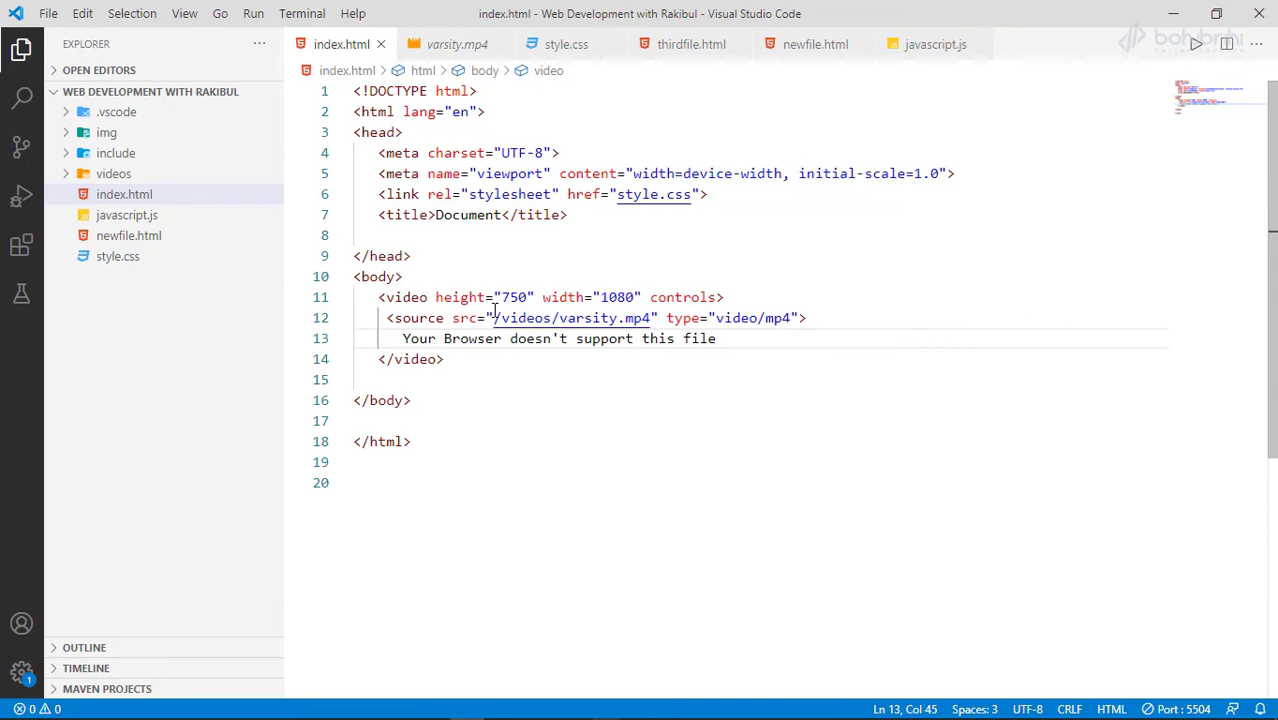 File Edit Selection View Go Run Terminal Help index.html - Web Development with Rakibul - Visual Studio Code
EXPLORER
index.html varsity.mp4 style.css thirdfile.html newfile.html javascript.js
OPEN EDITORS
index.html > html > body > video
WEB DEVELOPMENT WITH RAKIBUL
.vscode
img
include
videos
index.html
javascript.js
newfile.html
style.css
1 <!DOCTYPE html>
2 <html lang="en">
3 <head>
4 <meta charset="UTF-8">
5 <meta name="viewport" content="width=device-width, initial-scale=1.0">
6 <link rel="stylesheet" href="style.css">
7 <title>Document</title>
8
9 </head>
10 <body>
11 <video height="750" width="1080" controls>
12 <source src="/videos/varsity.mp4" type="video/mp4">
13 Your Browser doesn't support this file
14 </video>
15
16 </body>
17
18 </html>
19
20
OUTLINE
TIMELINE
MAVEN PROJECTS
1
0 0 Ln 13, Col 45 Spaces: 3 UTF-8 CRLF HTML Port : 5504